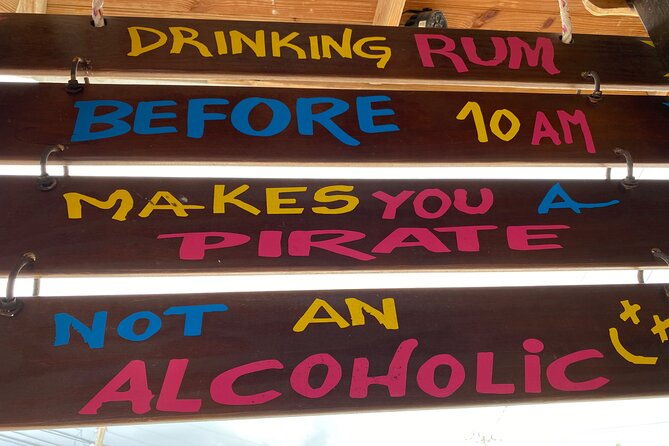 DRINKING RUM
BEFORE 10 AM
MAKES YOU A
PIRATE
NOT AN
ALCOHOLiC